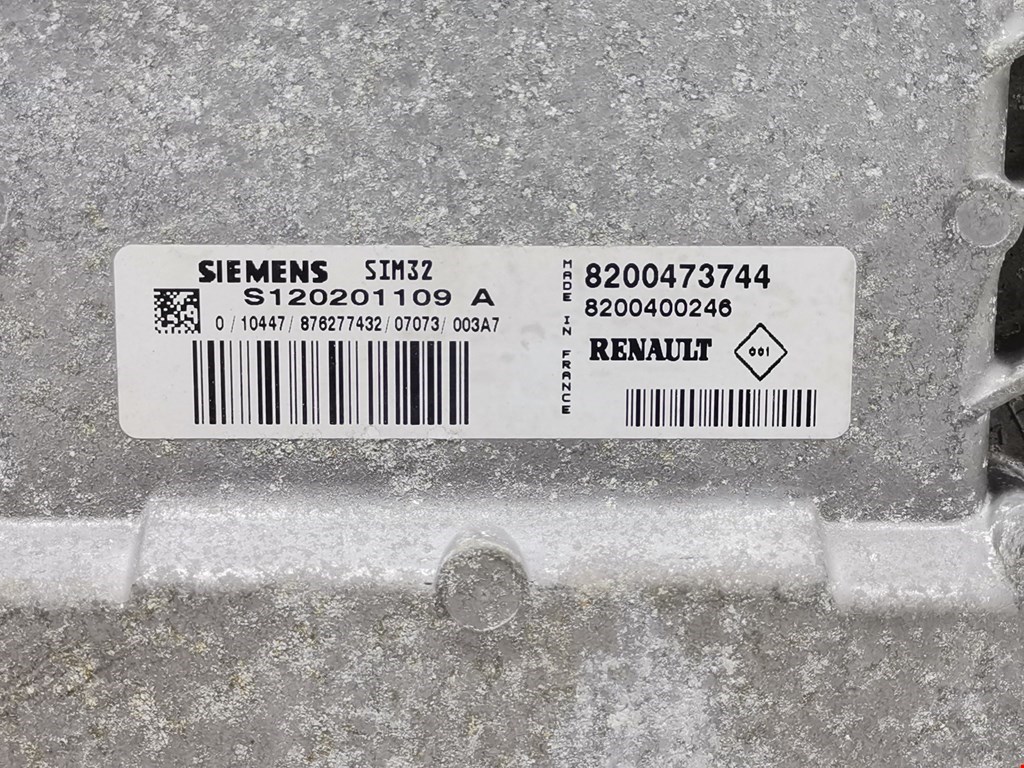 SIEMENS SIM32
S120201109 A
0 / 10447 / 876277432 / 07073 / 003A7
MADE IN FRANCE
8200473744
8200400246
RENAULT 001